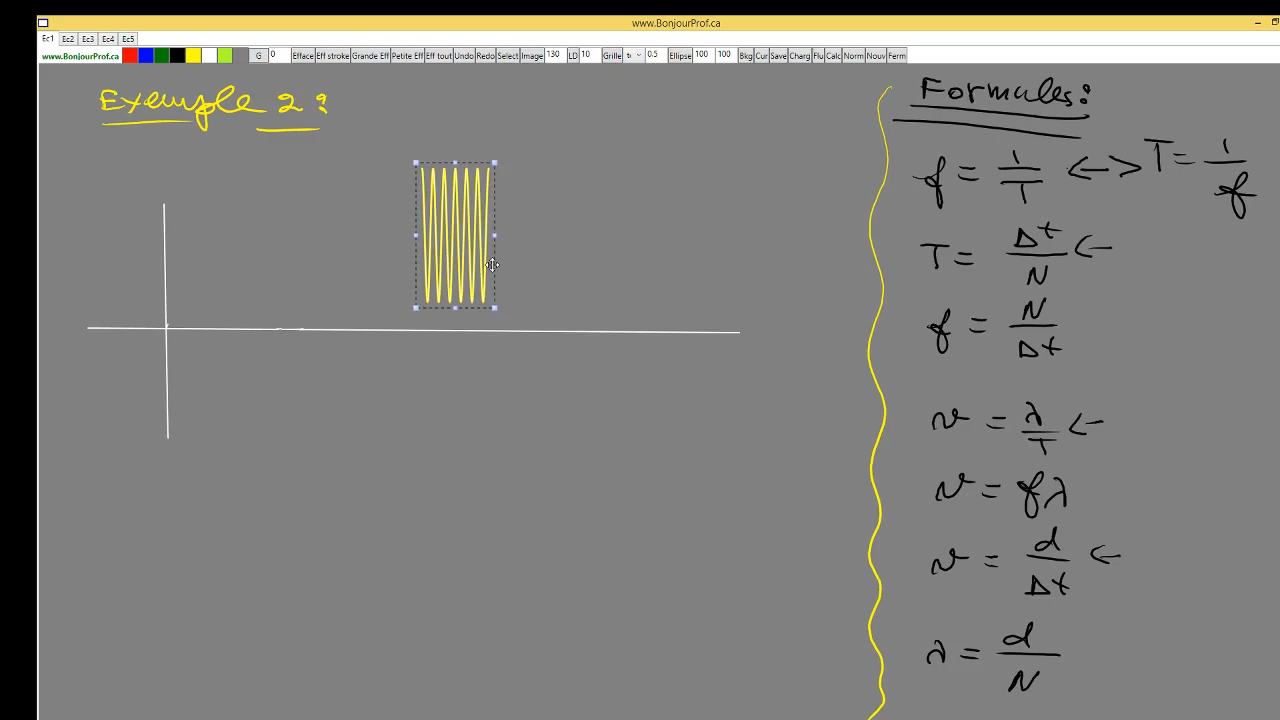 www.BonjourProf.ca
Ec1 Ec2 Ec3 Ec4 Ec5
www.BonjourProf.ca G 0 Efface Eff stroke Grande Eff Petite Eff Eff tout Undo Redo Select Image 130 LD 10 Grille 0.5 Ellipse 100 100 Bkg Cur Save Charg Flu Calc Norm Nouv Ferm
Example 2 :
Formules :
f = 1/T <-> T = 1/f
T = Δt/N ←
f = N/Δt
v = λ/T ←
v = fλ
v = d/Δt ←
λ = d/N